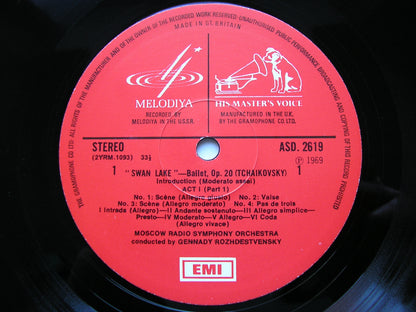 AND OF THE OWNER OF THE RECORDED WORK RESERVED·UNAUTHORISED PUBLIC PERFORMANCE BROADCASTING AND COPYING OF THIS RECORD PROHIBITED
THE GRAMOPHONE CO LTD ALL RIGHTS OF THE MANUFACTURER
MADE IN GT. BRITAIN
MELODIYA
HIS MASTER'S VOICE
RECORDED BY
MELODIYA IN THE U.S.S.R.
MANUFACTURED IN THE U.K.
BY THE GRAMOPHONE CO. LTD.
STEREO
ASD. 2619
(2YRM.1093) 33⅓
1
1
Ⓟ 1969
" SWAN LAKE "—Ballet, Op. 20 (TCHAIKOVSKY)
Introduction (Moderato assai)
ACT I (Part 1)
No. 1: Scène (Allegro giusto) No. 2: Valse
No. 3: Scène (Allegro moderato) No. 4: Pas de trois
I Intrada (Allegro)—II Andante sostenuto—III Allegro simplice—
Presto—IV Moderato—V Allegro—VI Coda
(Allegro vivace)
MOSCOW RADIO SYMPHONY ORCHESTRA
conducted by GENNADY ROZHDESTVENSKY
EMI